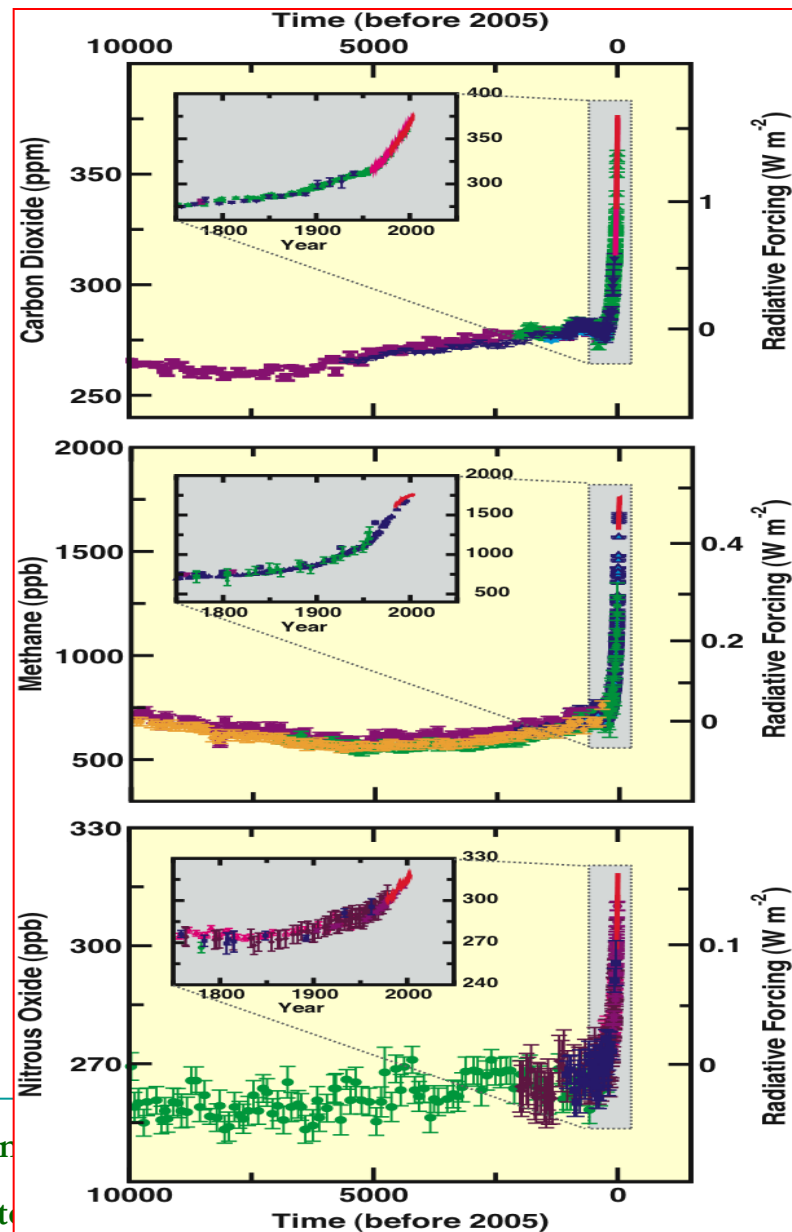 Time (before 2005)
10000 5000 0
Carbon Dioxide (ppm)
350
300
250
400
350
300
1800 1900 2000
Year
1
0
Radiative Forcing (W m-2)
Methane (ppb)
2000
1500
1000
500
2000
1500
1000
500
1800 1900 2000
Year
0.4
0.2
0
Radiative Forcing (W m-2)
Nitrous Oxide (ppb)
330
300
270
330
300
270
240
1800 1900 2000
Year
0.1
0
Radiative Forcing (W m-2)
10000 5000 0
Time (before 2005)